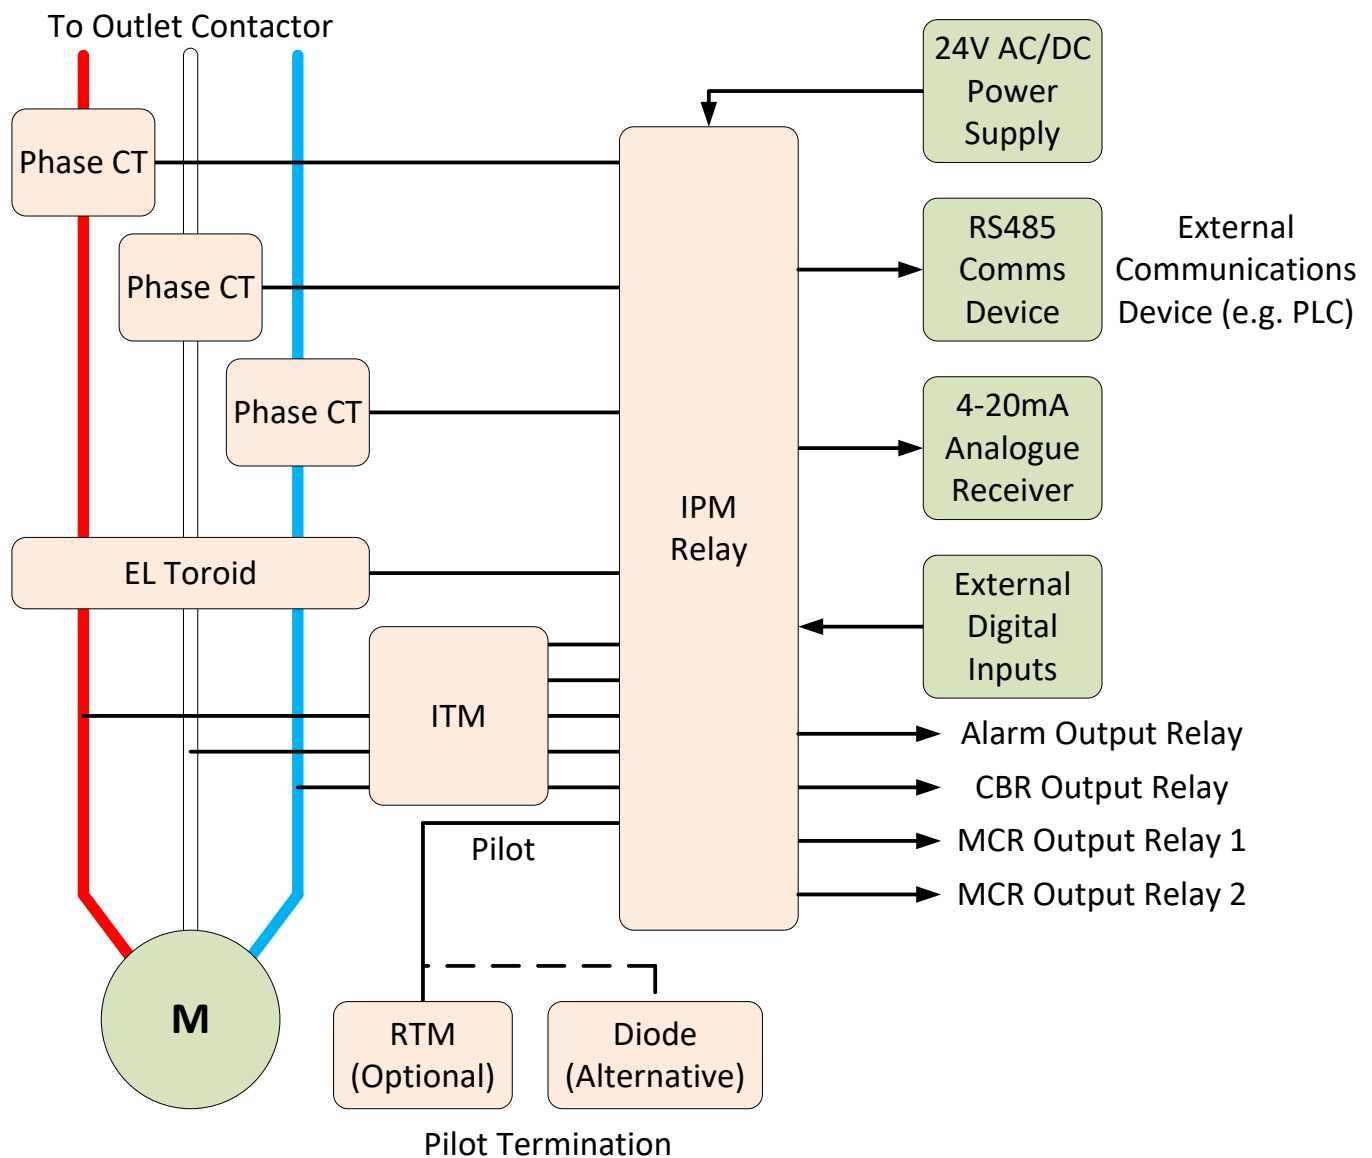 To Outlet Contactor
24V AC/DC
Power
Supply
Phase CT
RS485
Comms
Device
External
Communications
Device (e.g. PLC)
Phase CT
Phase CT
4-20mA
Analogue
Receiver
IPM
Relay
EL Toroid
External
Digital
Inputs
ITM
Alarm Output Relay
CBR Output Relay
Pilot
MCR Output Relay 1
MCR Output Relay 2
M
RTM
(Optional)
Diode
(Alternative)
Pilot Termination